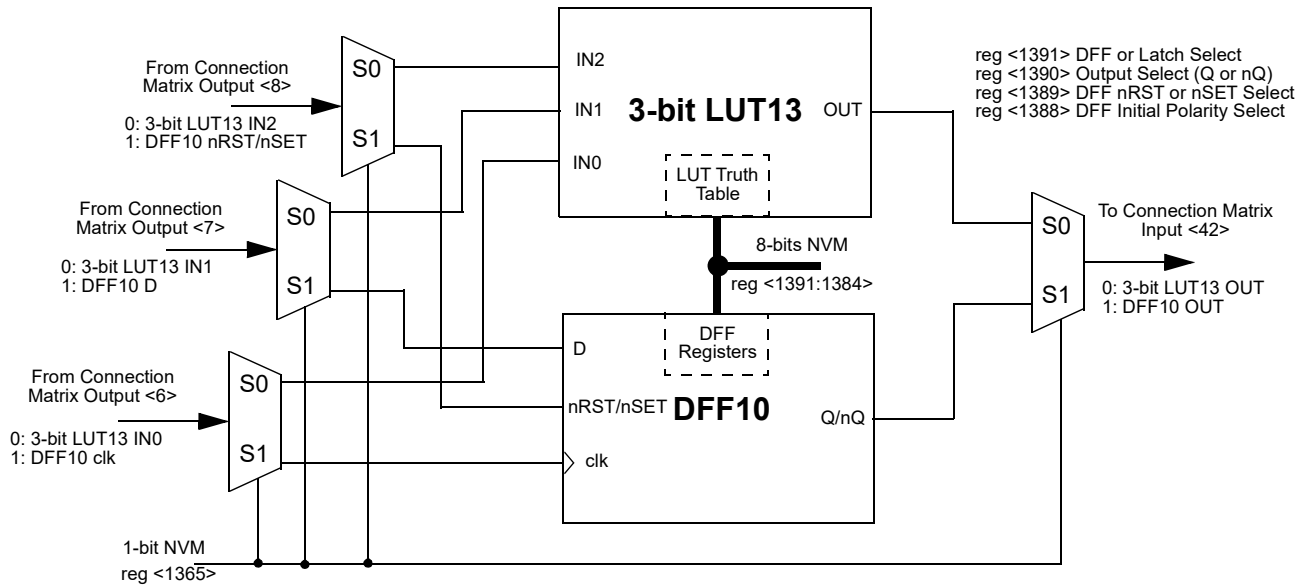 From Connection
Matrix Output <8>
0: 3-bit LUT13 IN2
1: DFF10 nRST/nSET
S0
S1
From Connection
Matrix Output <7>
0: 3-bit LUT13 IN1
1: DFF10 D
S0
S1
From Connection
Matrix Output <6>
0: 3-bit LUT13 IN0
1: DFF10 clk
S0
S1
1-bit NVM
reg <1365>
IN2
IN1
IN0
3-bit LUT13
OUT
LUT Truth
Table
8-bits NVM
reg <1391:1384>
DFF
Registers
D
nRST/nSET
DFF10
Q/nQ
clk
reg <1391> DFF or Latch Select
reg <1390> Output Select (Q or nQ)
reg <1389> DFF nRST or nSET Select
reg <1388> DFF Initial Polarity Select
S0
S1
To Connection Matrix
Input <42>
0: 3-bit LUT13 OUT
1: DFF10 OUT